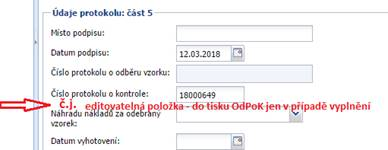 Údaje protokolu: část 5
Místo podpisu:
Datum podpisu: 12.03.2018
Číslo protokolu o odběru vzorku:
Číslo protokolu o kontrole: 18000649
č.j. editovatelná položka - do tisku OdPoK jen v případě vyplnění
Náhradu nákladů za odebraný
vzorek:
Datum vyhotovení: